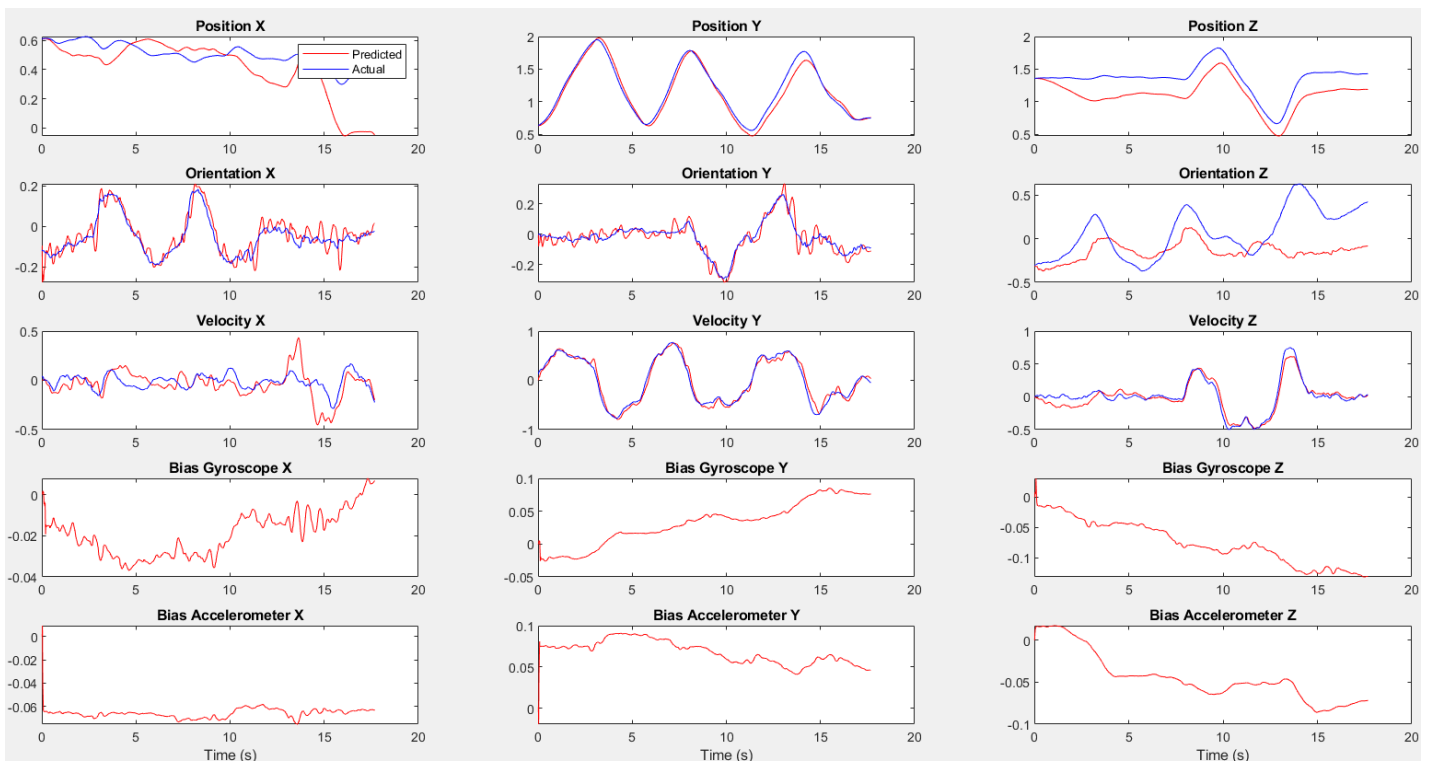 Position X
Position Y
Position Z
0.6
0.4
0.2
0
Predicted
Actual
0 5 10 15 20
2
1.5
1
0.5
0 5 10 15 20
2
1.5
1
0.5
0 5 10 15 20
Orientation X
Orientation Y
Orientation Z
0.2
0
-0.2
0 5 10 15 20
0.2
0
-0.2
0 5 10 15 20
0.5
0
-0.5
0 5 10 15 20
Velocity X
Velocity Y
Velocity Z
0.5
0
-0.5
0 5 10 15 20
1
0
-1
0 5 10 15 20
1
0.5
0
-0.5
0 5 10 15 20
Bias Gyroscope X
Bias Gyroscope Y
Bias Gyroscope Z
0
-0.02
-0.04
0 5 10 15 20
0.1
0.05
0
-0.05
0 5 10 15 20
0
-0.05
-0.1
0 5 10 15 20
Bias Accelerometer X
Bias Accelerometer Y
Bias Accelerometer Z
0
-0.02
-0.04
-0.06
0 5 10 15 20
Time (s)
0.1
0.05
0
0 5 10 15 20
Time (s)
0
-0.05
-0.1
0 5 10 15 20
Time (s)